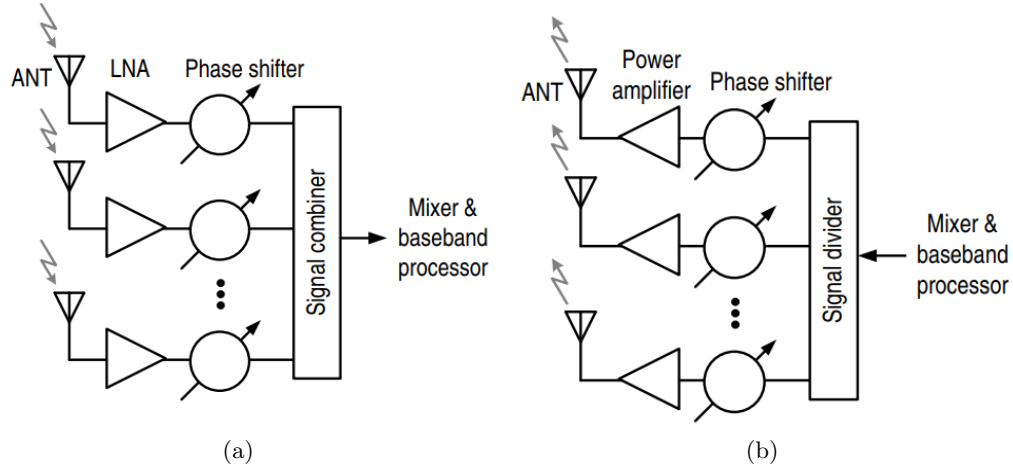 ANT
LNA
Phase shifter
Signal combiner
Mixer &
baseband
processor
(a)
ANT
Power
amplifier
Phase shifter
Signal divider
Mixer &
baseband
processor
(b)